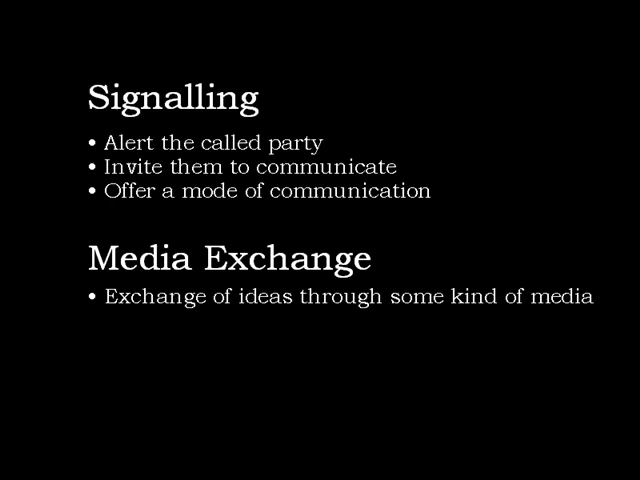 Signalling
• Alert the called party
• Invite them to communicate
• Offer a mode of communication
Media Exchange
• Exchange of ideas through some kind of media